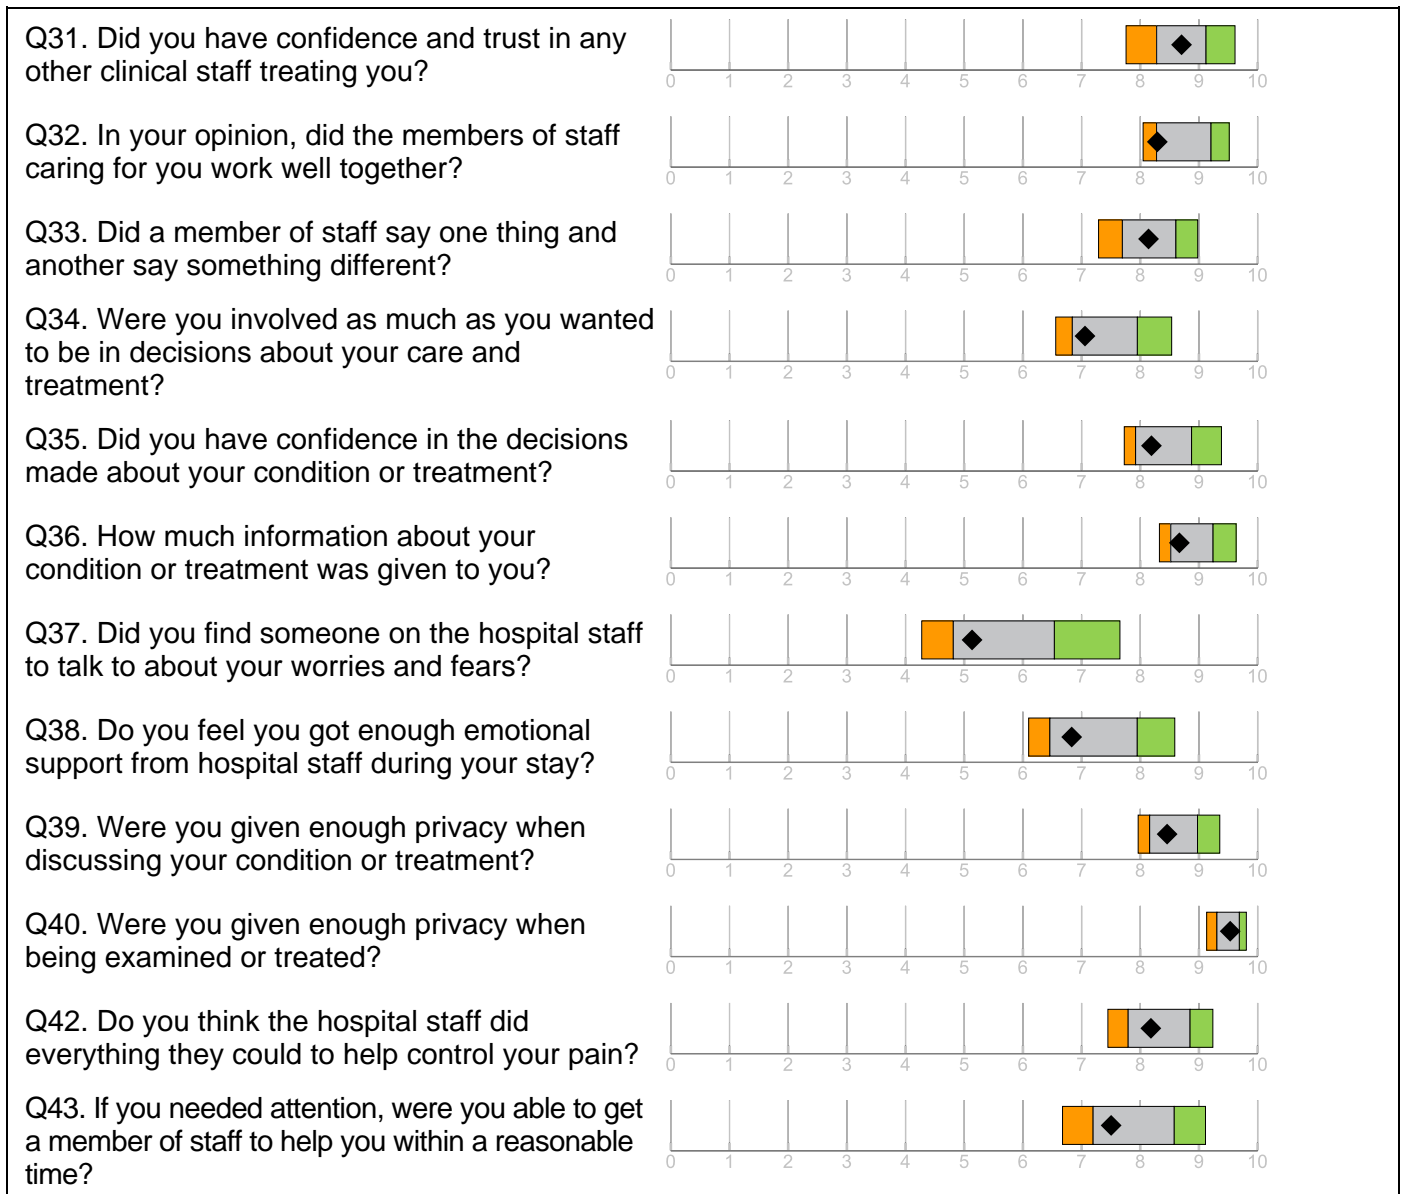 Q31. Did you have confidence and trust in any
other clinical staff treating you?
0 1 2 3 4 5 6 7 8 9 10
Q32. In your opinion, did the members of staff
caring for you work well together?
0 1 2 3 4 5 6 7 8 9 10
Q33. Did a member of staff say one thing and
another say something different?
0 1 2 3 4 5 6 7 8 9 10
Q34. Were you involved as much as you wanted
to be in decisions about your care and
treatment?
0 1 2 3 4 5 6 7 8 9 10
Q35. Did you have confidence in the decisions
made about your condition or treatment?
0 1 2 3 4 5 6 7 8 9 10
Q36. How much information about your
condition or treatment was given to you?
0 1 2 3 4 5 6 7 8 9 10
Q37. Did you find someone on the hospital staff
to talk to about your worries and fears?
0 1 2 3 4 5 6 7 8 9 10
Q38. Do you feel you got enough emotional
support from hospital staff during your stay?
0 1 2 3 4 5 6 7 8 9 10
Q39. Were you given enough privacy when
discussing your condition or treatment?
0 1 2 3 4 5 6 7 8 9 10
Q40. Were you given enough privacy when
being examined or treated?
0 1 2 3 4 5 6 7 8 9 10
Q42. Do you think the hospital staff did
everything they could to help control your pain?
0 1 2 3 4 5 6 7 8 9 10
Q43. If you needed attention, were you able to get
a member of staff to help you within a reasonable
time?
0 1 2 3 4 5 6 7 8 9 10